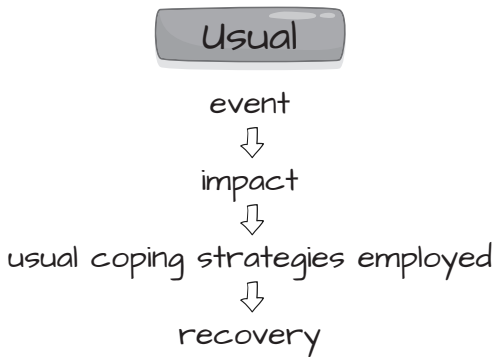 Usual
event
impact
usual coping strategies employed
recovery